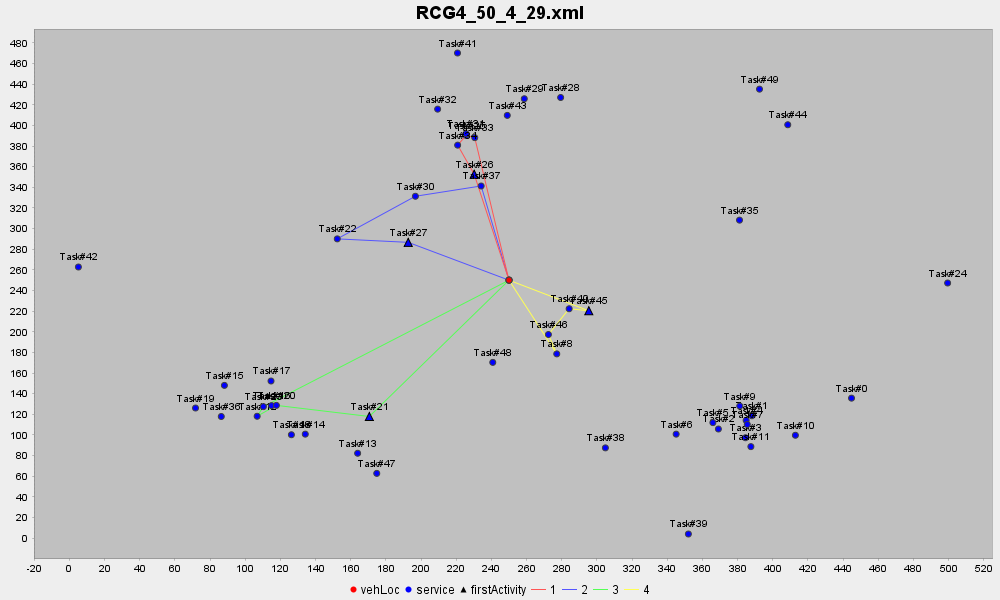 RCG4_50_4_29.xml
480
460
440
420
400
380
360
340
320
300
280
260
240
220
200
180
160
140
120
100
80
60
40
20
0
Task#41
Task#49
Task#29
Task#28
Task#32
Task#43
Task#44
Task#33
Task#26
Task#37
Task#30
Task#35
Task#22
Task#27
Task#42
Task#24
Task#45
Task#46
Task#8
Task#48
Task#17
Task#15
Task#0
Task#9
Task#19
Task#36
Task#21
Task#6
Task#3
Task#10
Task#11
Task#14
Task#38
Task#13
Task#47
Task#39
-20 0 20 40 60 80 100 120 140 160 180 200 220 240 260 280 300 320 340 360 380 400 420 440 460 480 500 520
vehLoc service firstActivity 1 2 3 4